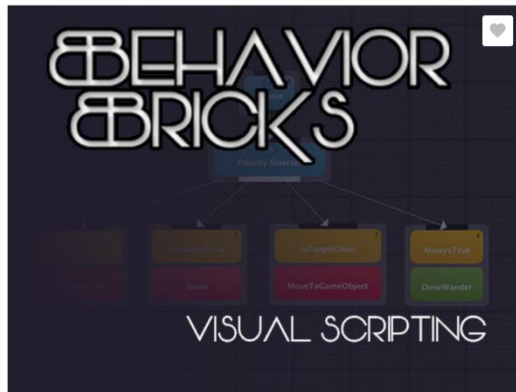 BEHAVIOR
BRICKS
Priority Selector
IsTargetClose
AlwaysTrue
Shoot
MoveToGameObject
DoneWander
VISUAL SCRIPTING